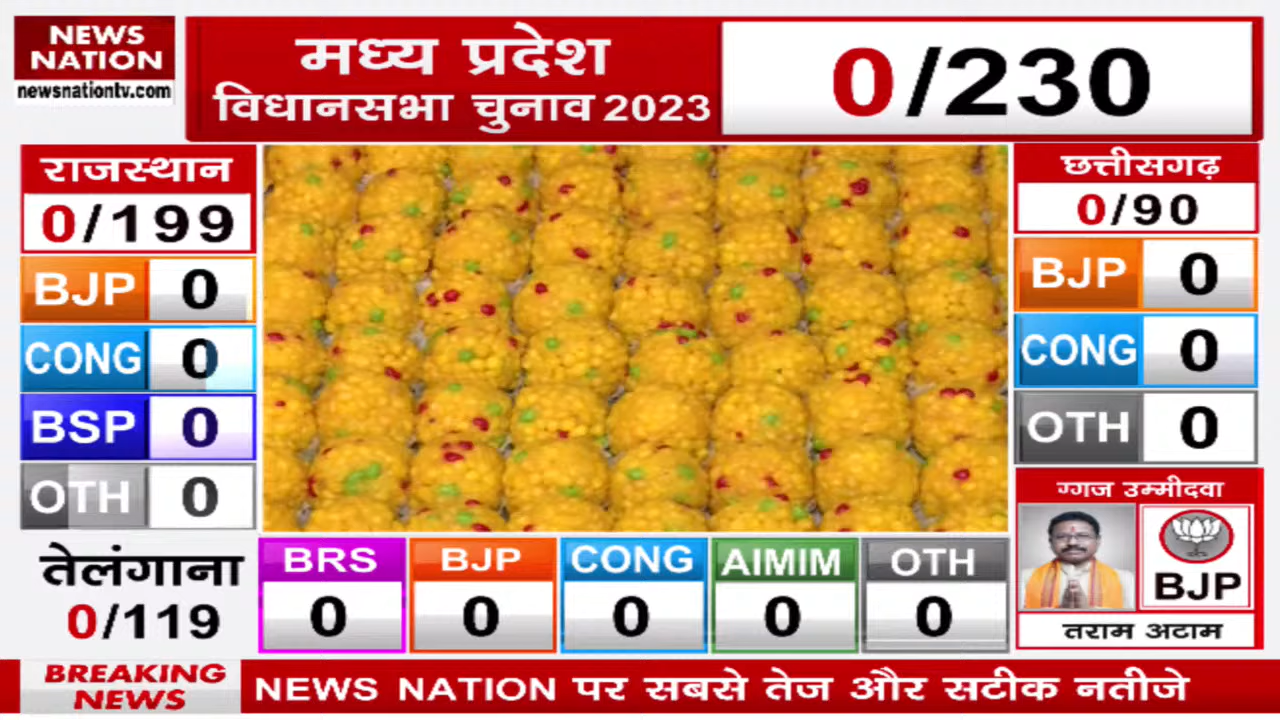 NEWS
NATION
newsnationtv.com
मध्य प्रदेश
विधानसभा चुनाव 2023
0/230
राजस्थान
0/199
BJP 0
CONG 0
BSP 0
OTH 0
छत्तीसगढ़
0/90
BJP 0
CONG 0
OTH 0
ग्गज उम्मीदवा
BJP
तराम अटाम
तेलंगाना
0/119
BRS BJP CONG AIMIM OTH
0 0 0 0 0
BREAKING
NEWS
NEWS NATION पर सबसे तेज और सटीक नतीजे